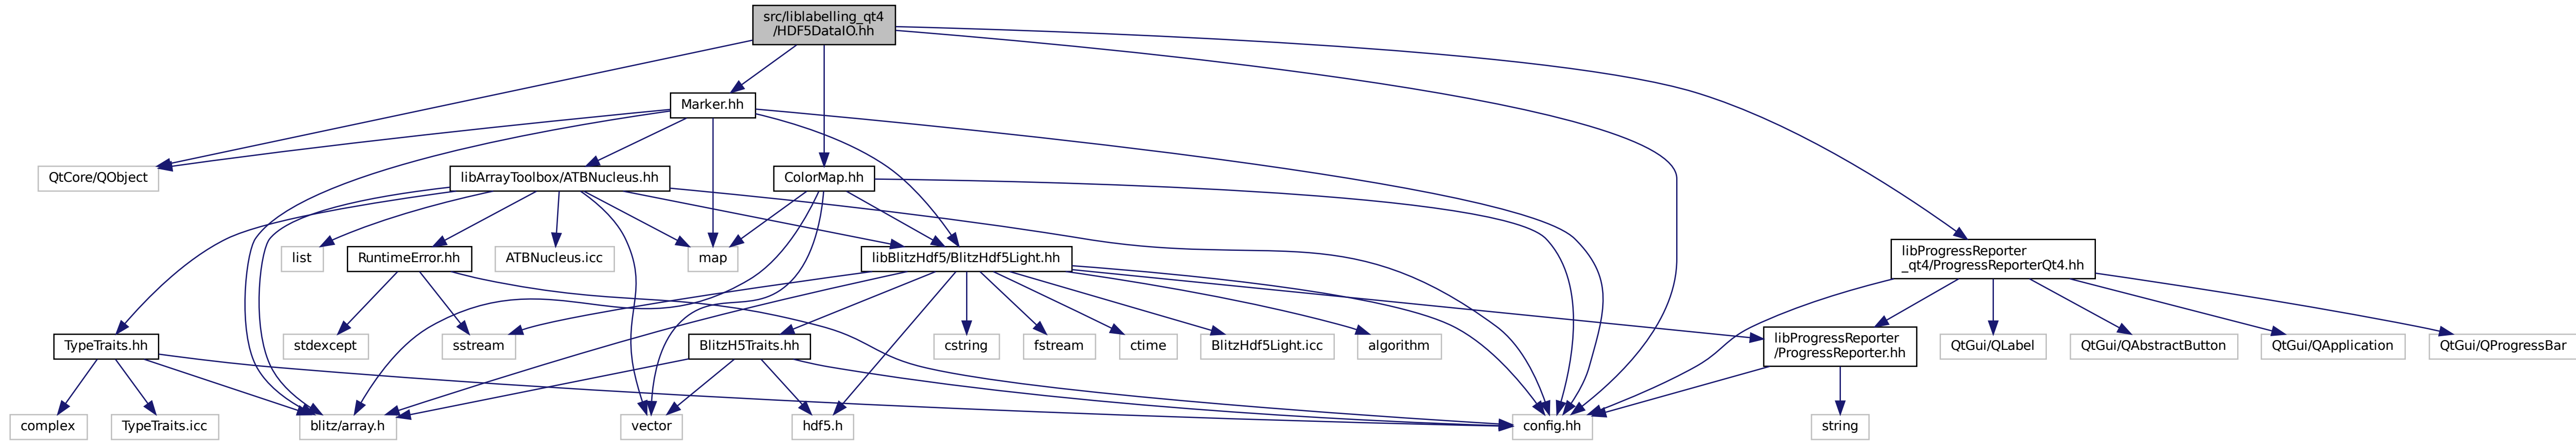 src/liblabelling_qt4
/HDF5DataIO.hh
Marker.hh
QtCore/QObject
libArrayToolbox/ATBNucleus.hh
ColorMap.hh
list
RuntimeError.hh
ATBNucleus.icc
map
libBlitzHdf5/BlitzHdf5Light.hh
libProgressReporter
_qt4/ProgressReporterQt4.hh
TypeTraits.hh
stdexcept
sstream
BlitzH5Traits.hh
cstring
fstream
ctime
BlitzHdf5Light.icc
algorithm
libProgressReporter
/ProgressReporter.hh
QtGui/QLabel
QtGui/QAbstractButton
QtGui/QApplication
QtGui/QProgressBar
complex
TypeTraits.icc
blitz/array.h
vector
hdf5.h
config.hh
string